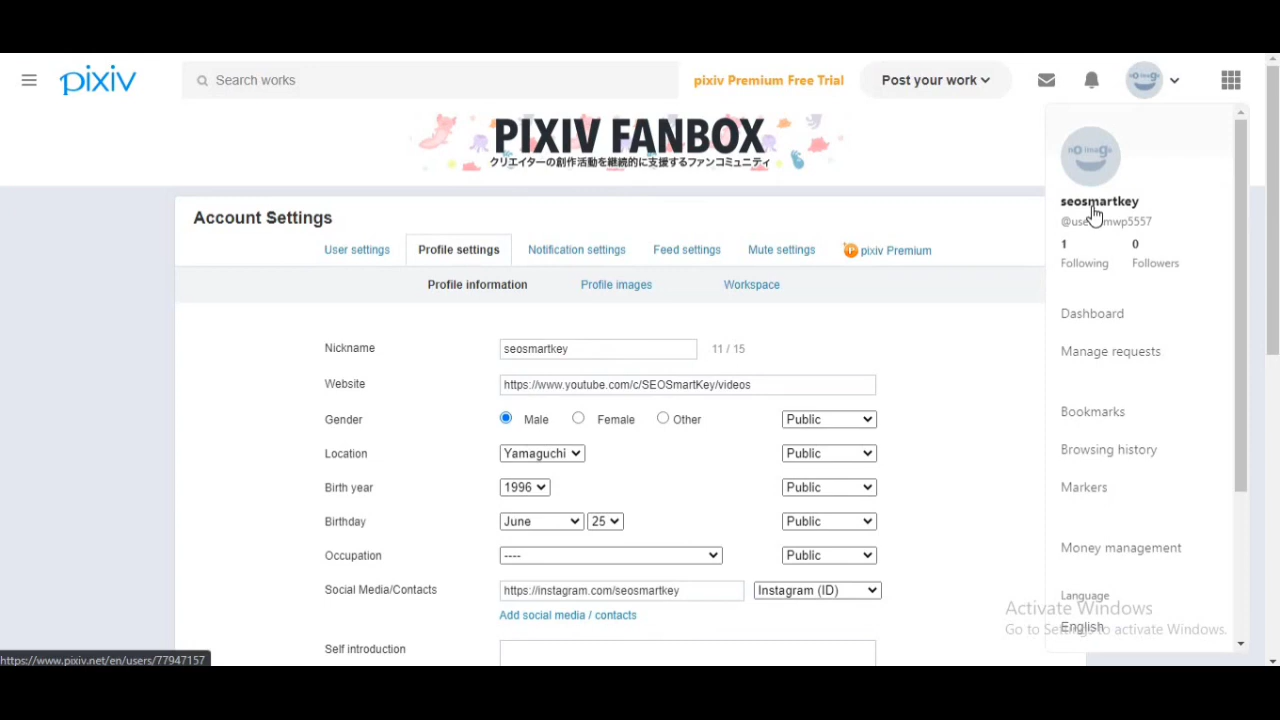 pixiv
Search works
pixiv Premium Free Trial
Post your work
no image
PIXIV FANBOX
クリエイターの創作活動を継続的に支援するファンコミュニティ
no image
seosmartkey
mwp5557
1 0
Following Followers
Dashboard
Manage requests
Bookmarks
Browsing history
Markers
Money management
Language
English
Account Settings
User settings Profile settings Notification settings Feed settings Mute settings pixiv Premium
Profile information Profile images Workspace
Nickname seosmartkey 11 / 15
Website https://www.youtube.com/c/SEOSmartKey/videos
Gender Male Female Other Public
Location Yamaguchi Public
Birth year 1996 Public
Birthday June 25 Public
Occupation ---- Public
Social Media/Contacts https://instagram.com/seosmartkey Instagram (ID)
Add social media / contacts
Self introduction
Activate Windows
Go to Settings to activate Windows.
https://www.pixiv.net/en/users/77947157